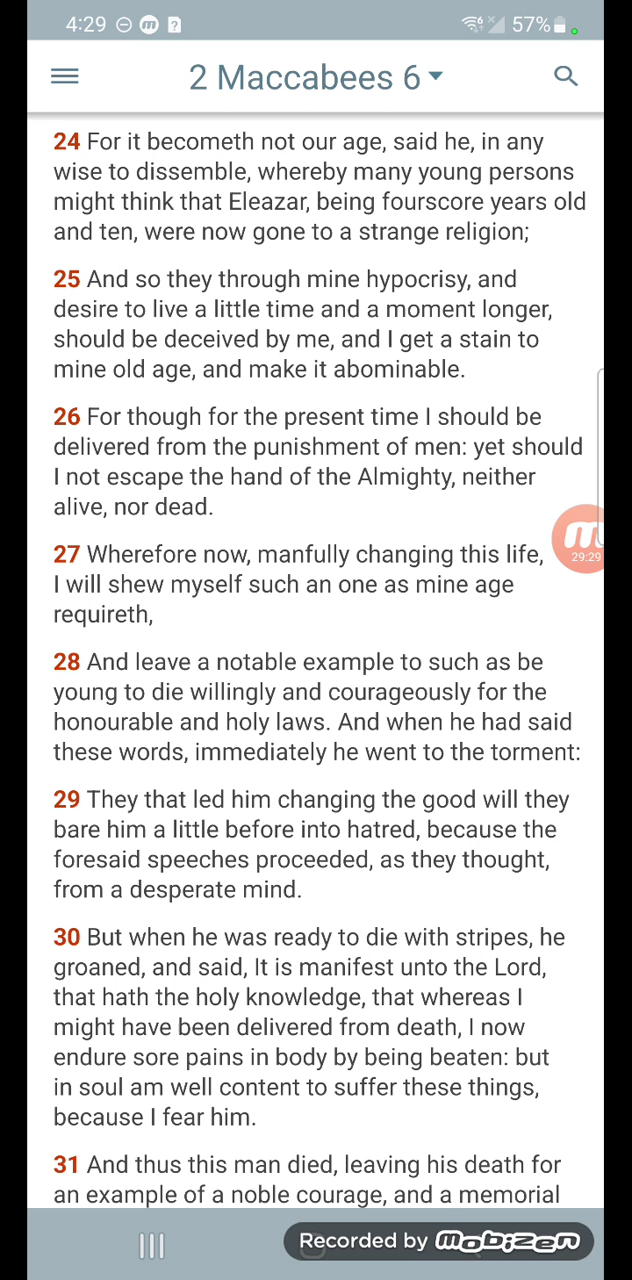 4:29 57%
2 Maccabees 6
24 For it becometh not our age, said he, in any
wise to dissemble, whereby many young persons
might think that Eleazar, being fourscore years old
and ten, were now gone to a strange religion;
25 And so they through mine hypocrisy, and
desire to live a little time and a moment longer,
should be deceived by me, and I get a stain to
mine old age, and make it abominable.
26 For though for the present time I should be
delivered from the punishment of men: yet should
I not escape the hand of the Almighty, neither
alive, nor dead.
27 Wherefore now, manfully changing this life,
I will shew myself such an one as mine age
requireth,
m
29:29
28 And leave a notable example to such as be
young to die willingly and courageously for the
honourable and holy laws. And when he had said
these words, immediately he went to the torment:
29 They that led him changing the good will they
bare him a little before into hatred, because the
foresaid speeches proceeded, as they thought,
from a desperate mind.
30 But when he was ready to die with stripes, he
groaned, and said, It is manifest unto the Lord,
that hath the holy knowledge, that whereas I
might have been delivered from death, I now
endure sore pains in body by being beaten: but
in soul am well content to suffer these things,
because I fear him.
31 And thus this man died, leaving his death for
an example of a noble courage, and a memorial
Recorded by mobizen